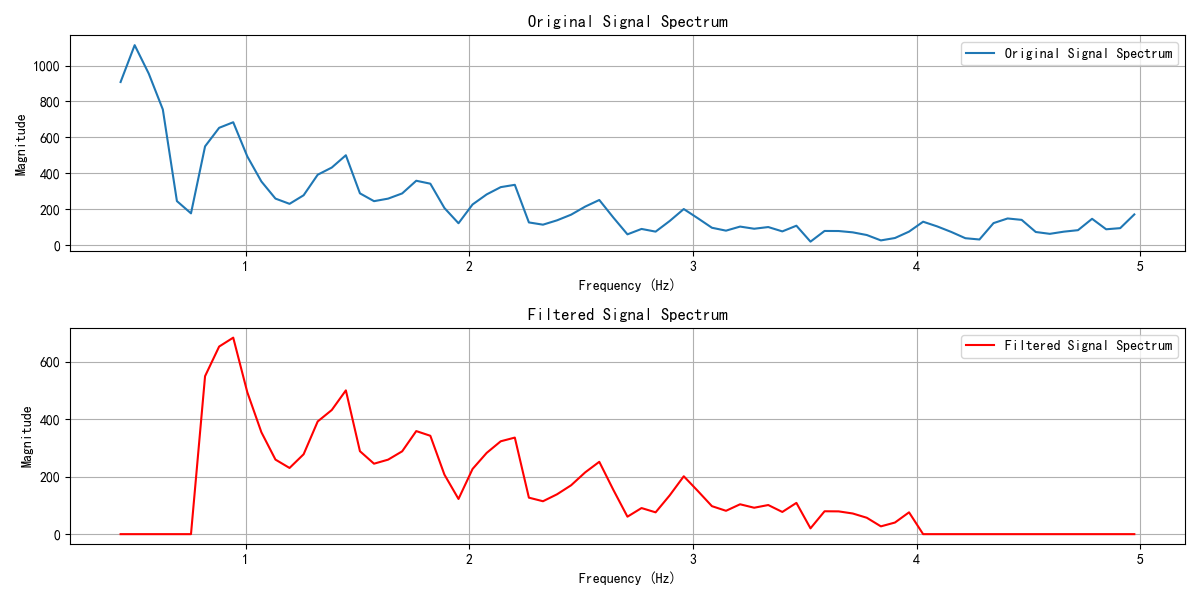 Original Signal Spectrum
Original Signal Spectrum
Magnitude
1000
800
600
400
200
0
1
2
3
4
5
Frequency (Hz)
Filtered Signal Spectrum
Filtered Signal Spectrum
Magnitude
600
400
200
0
1
2
3
4
5
Frequency (Hz)